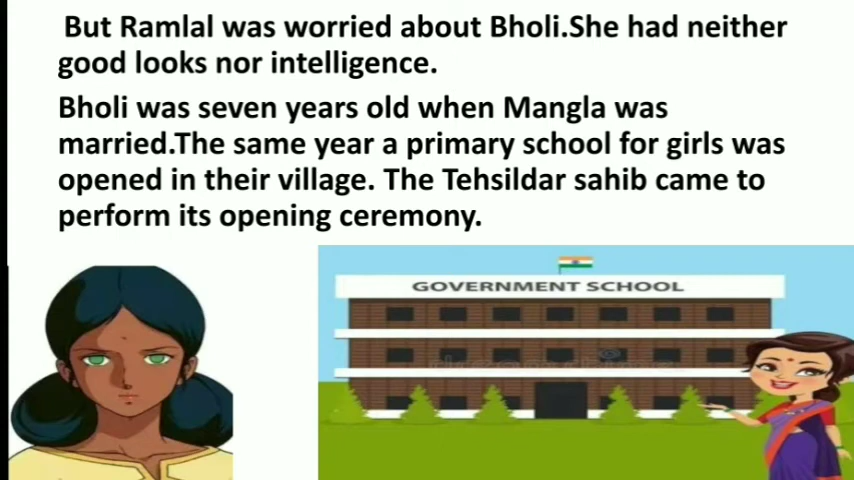 But Ramlal was worried about Bholi.She had neither
good looks nor intelligence.
Bholi was seven years old when Mangla was
married.The same year a primary school for girls was
opened in their village. The Tehsildar sahib came to
perform its opening ceremony.
GOVERNMENT SCHOOL